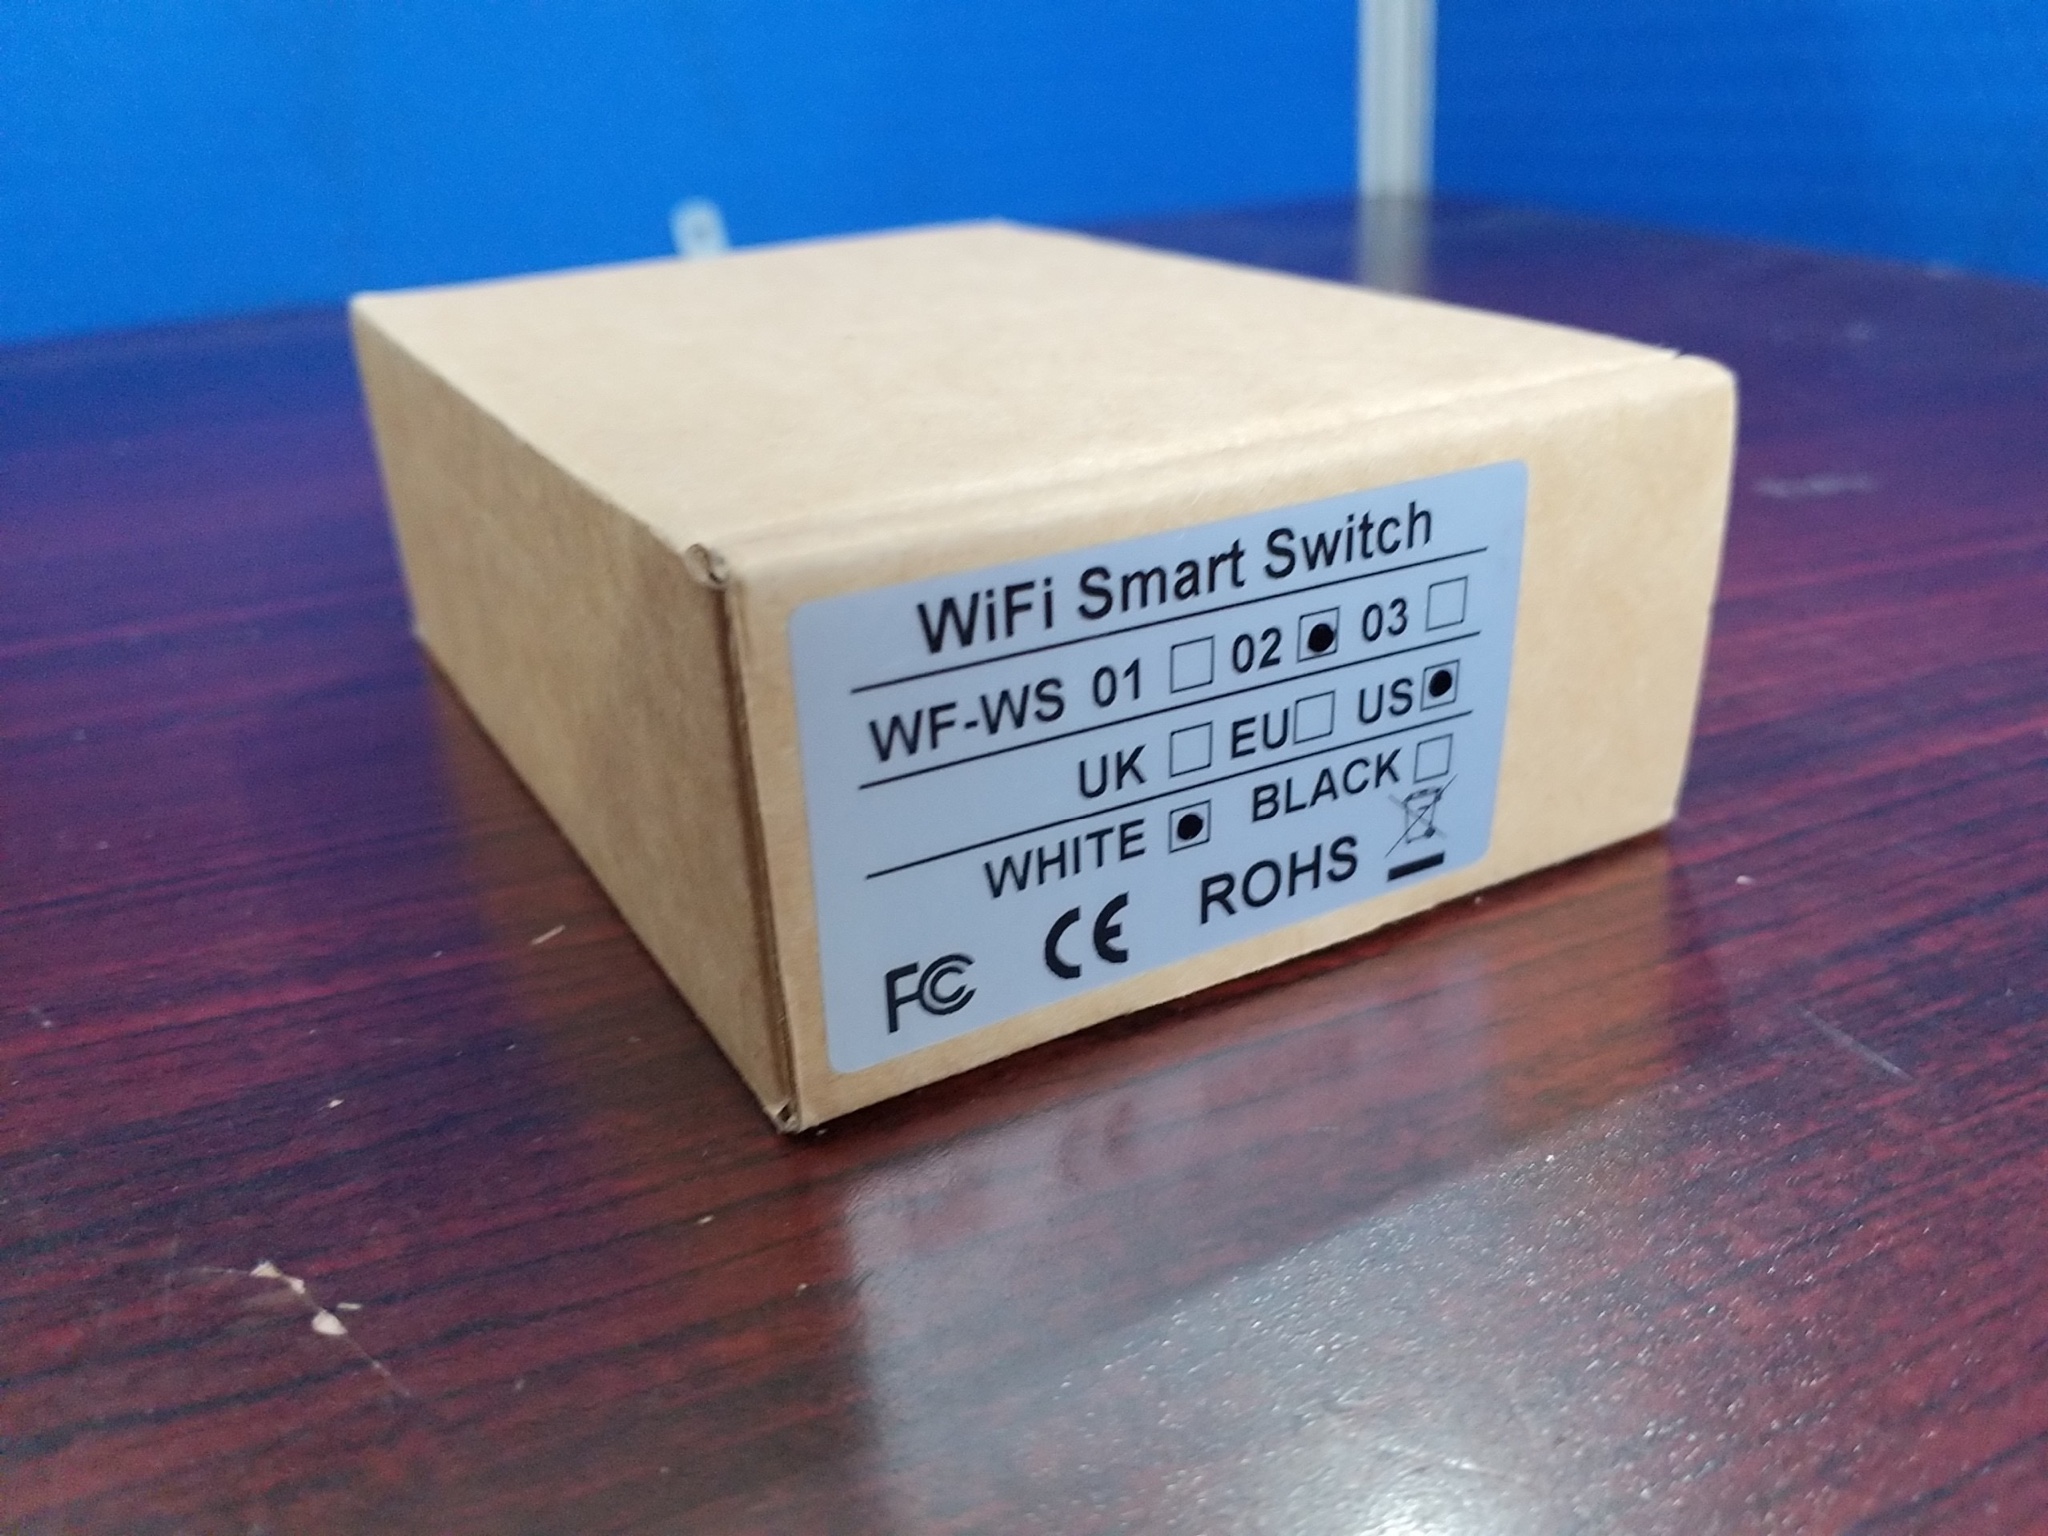 WiFi Smart Switch
WF-WS 01 02 03
UK EU US
WHITE BLACK
FC CE ROHS